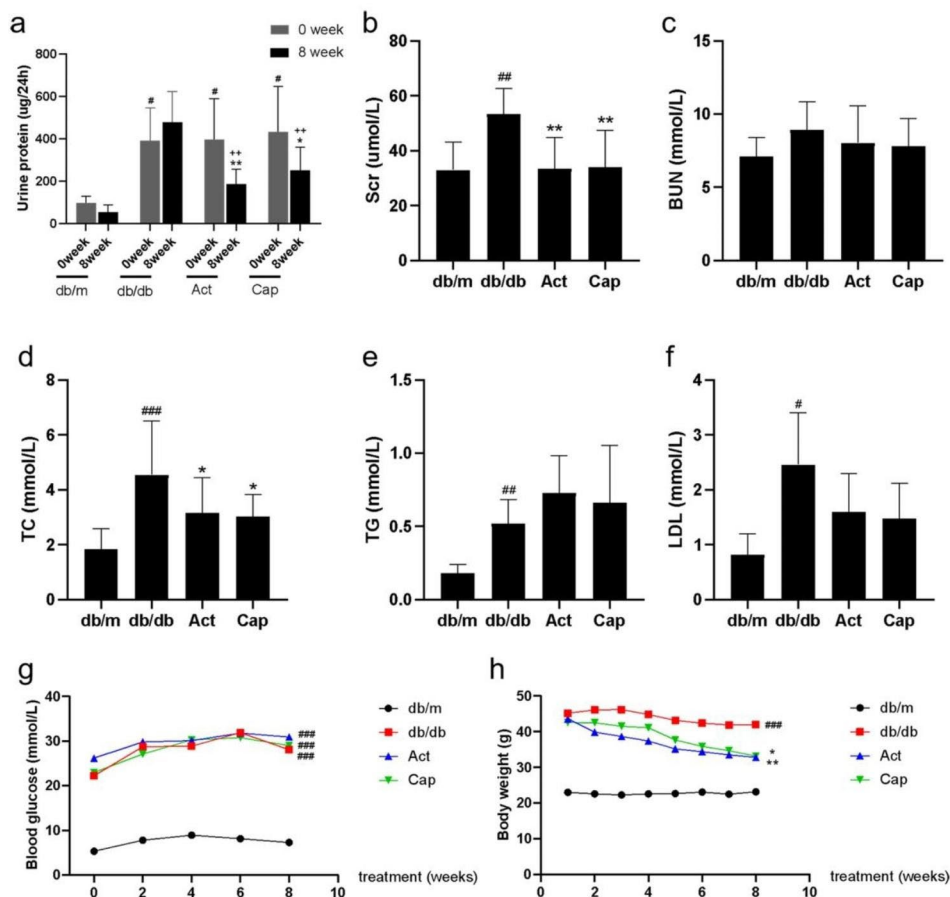 a
0 week
8 week
Urine protein (ug/24h)
800
600
400
200
0
#
#
++
**
#
++
*
0week
8week
0week
8week
0week
8week
0week
8week
db/m
db/db
Act
Cap
b
Scr (umol/L)
80
60
40
20
0
##
**
**
db/m db/db Act Cap
c
BUN (mmol/L)
15
10
5
0
db/m db/db Act Cap
d
TC (mmol/L)
8
6
4
2
0
###
*
*
db/m db/db Act Cap
e
TG (mmol/L)
1.5
1.0
0.5
0.0
##
db/m db/db Act Cap
f
LDL (mmol/L)
4
3
2
1
0
#
db/m db/db Act Cap
g
Blood glucose (mmol/L)
40
30
20
10
0
###
###
###
db/m
db/db
Act
Cap
0 2 4 6 8 10
treatment (weeks)
h
Body weight (g)
50
40
30
20
10
0
###
*
**
db/m
db/db
Act
Cap
2 4 6 8 10
treatment (weeks)